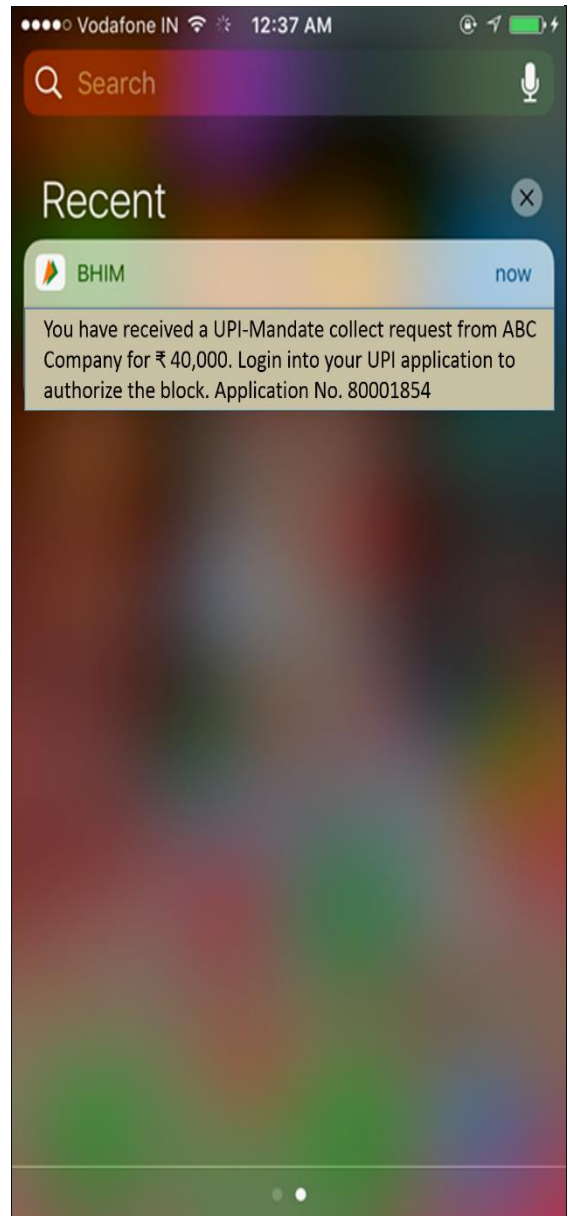 Vodafone IN 12:37 AM
Search
Recent
BHIM now
You have received a UPI-Mandate collect request from ABC
Company for ₹ 40,000. Login into your UPI application to
authorize the block. Application No. 80001854